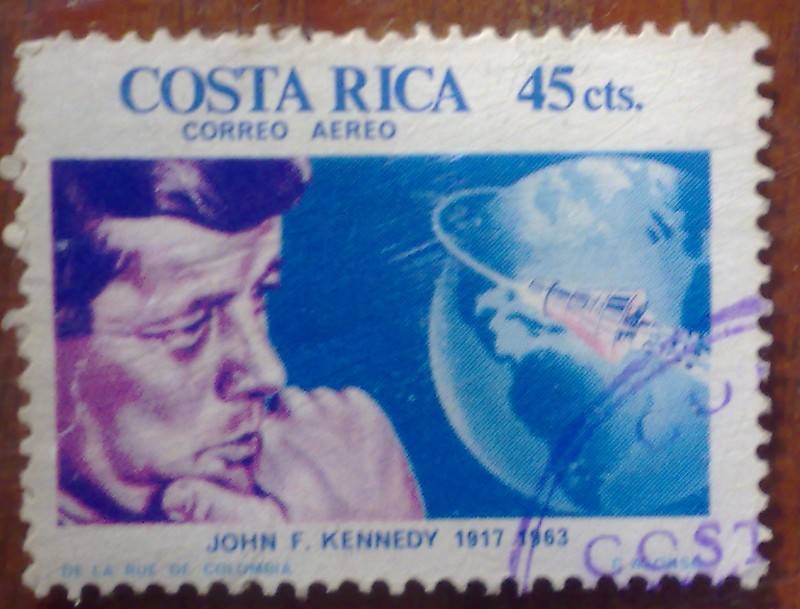 COSTA RICA 45 cts.
CORREO AEREO
JOHN F. KENNEDY 1917 1963
DE LA RUE DE COLOMBIA
COST